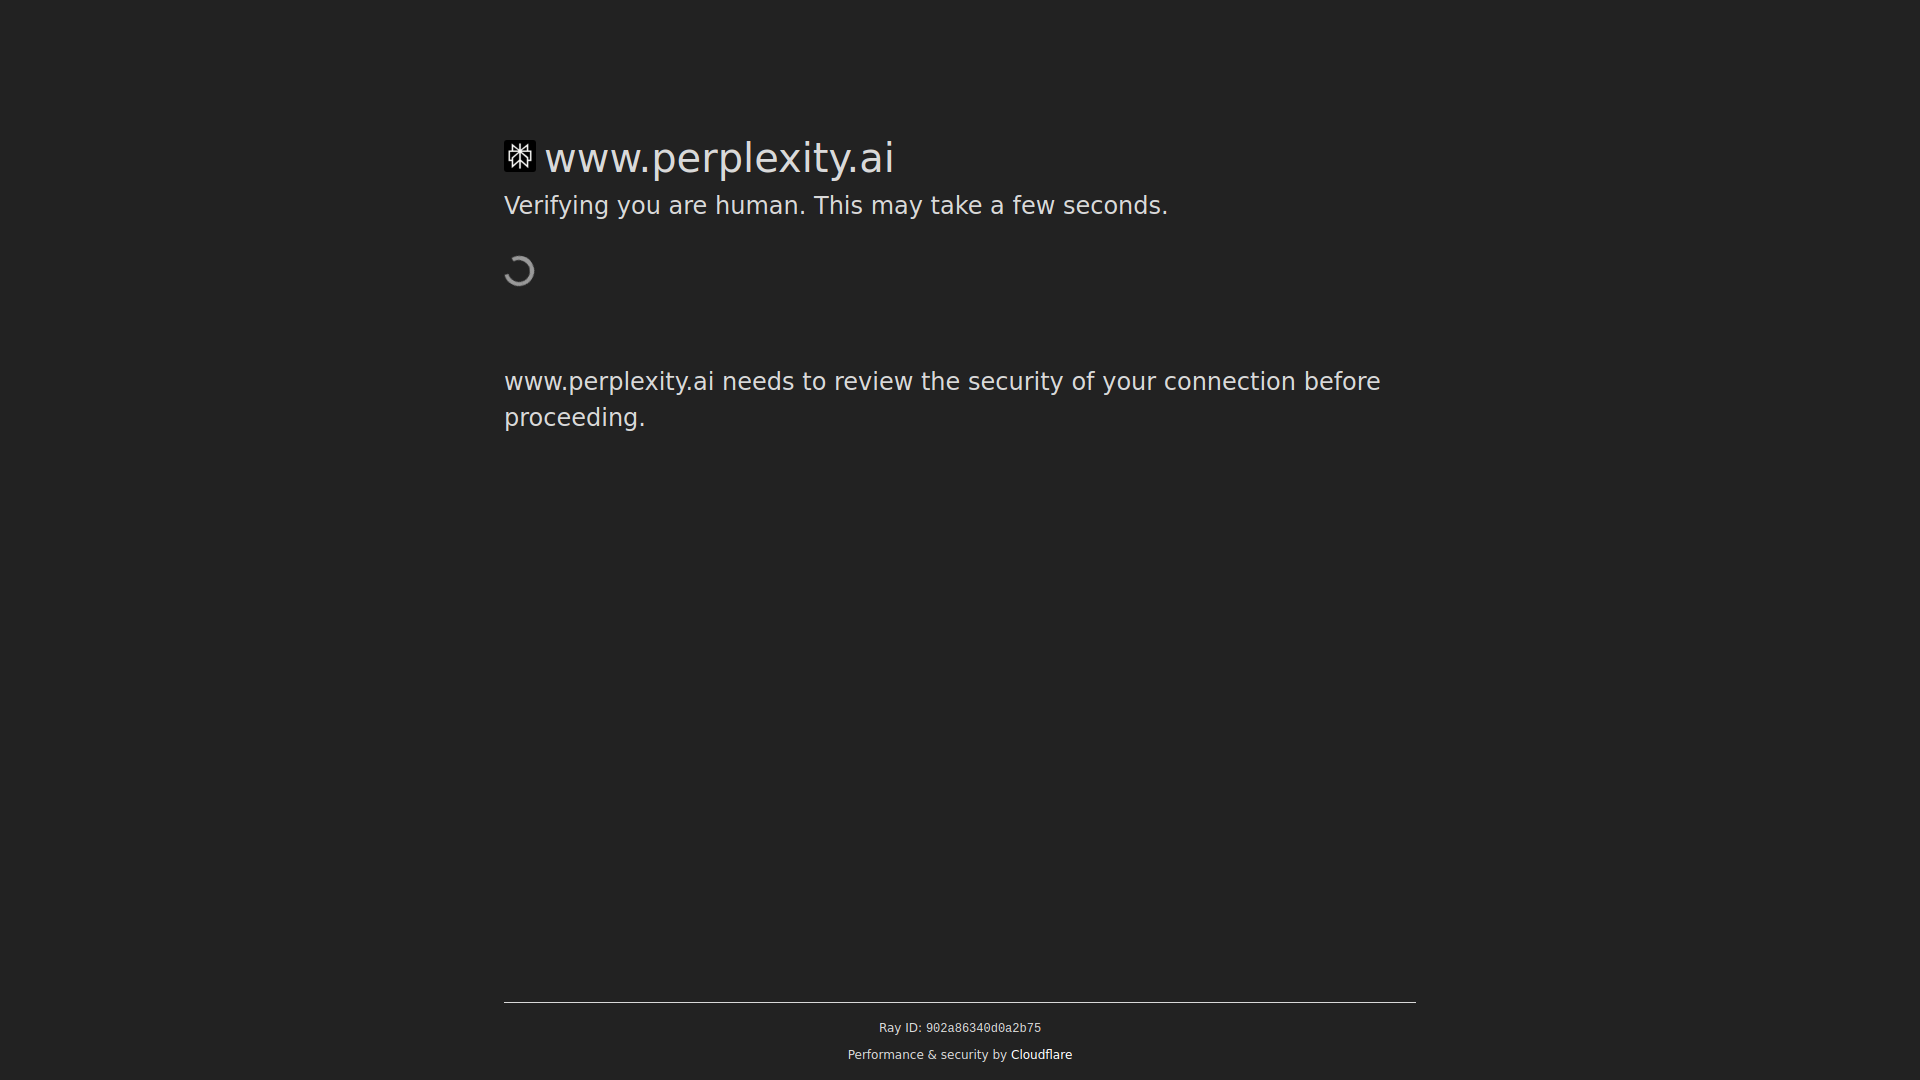 www.perplexity.ai
Verifying you are human. This may take a few seconds.
www.perplexity.ai needs to review the security of your connection before
proceeding.
Ray ID: 902a86340d0a2b75
Performance & security by Cloudflare